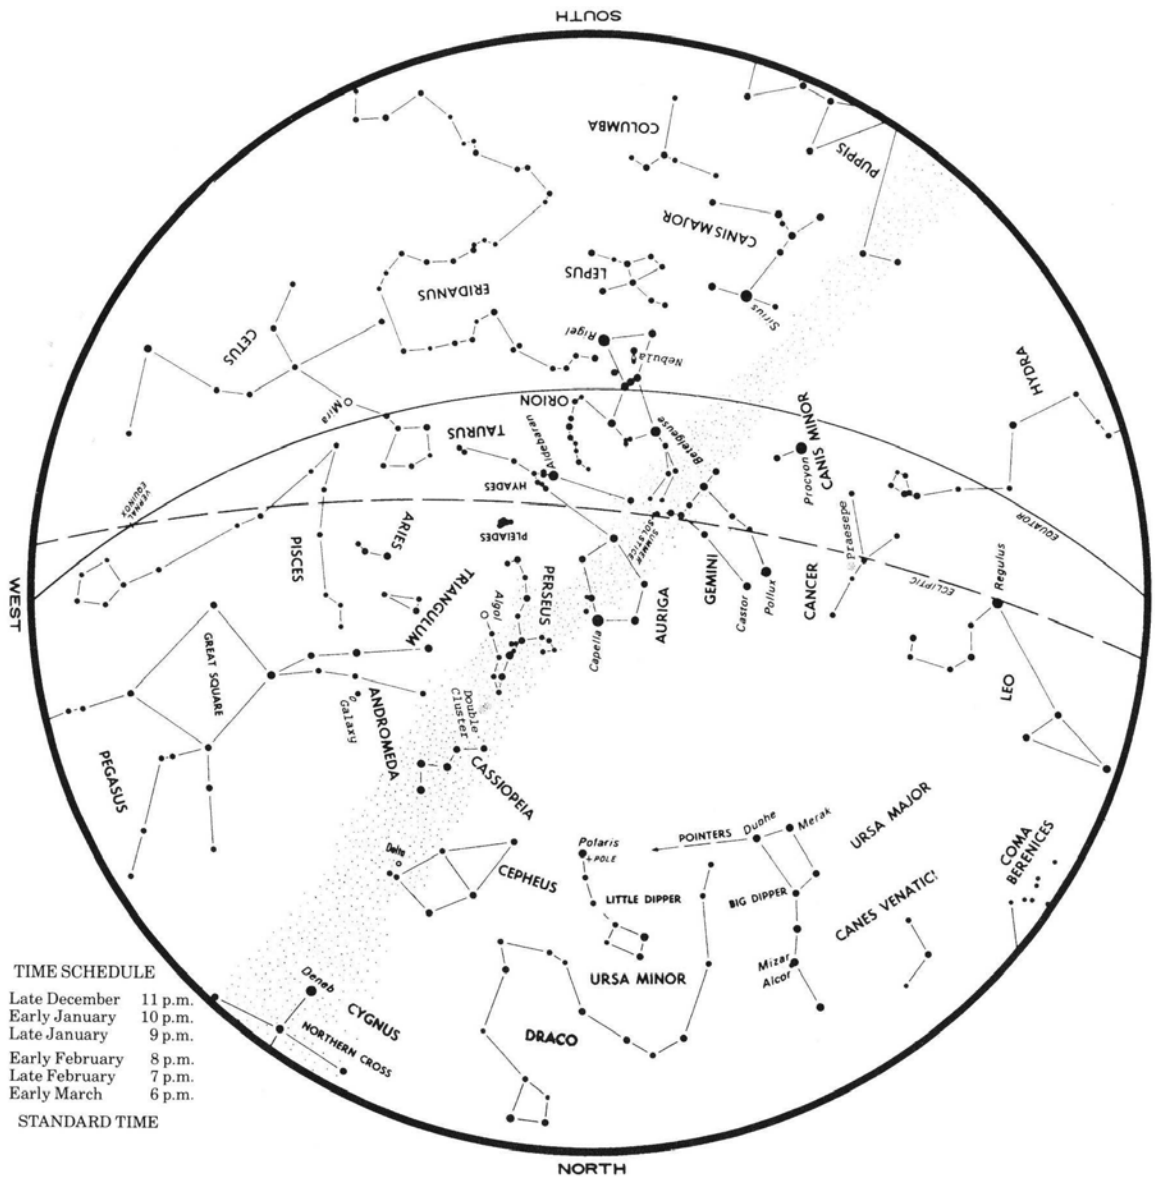 SOUTH
COLUMBA
PUPPIS
CANIS MAJOR
LEPUS
ERIDANUS
Sirius
CETUS
Rigel
Nebula
HYDRA
Mira
ORION
TAURUS
Aldebaran
Betelgeuse
CANIS MINOR
Procyon
HYADES
VERNAL
EQUINOX
EQUATOR
PLEIADES
SUMMER
SOLSTICE
Praesepe
ARIES
PISCES
ECLIPTIC
Regulus
WEST
TRIANGULUM
PERSEUS
Algol
GEMINI
CANCER
Castor
Pollux
AURIGA
Capella
GREAT SQUARE
LEO
ANDROMEDA
Galaxy
Double
Cluster
PEGASUS
CASSIOPEIA
URSA MAJOR
Duohe
Merak
POINTERS
Polaris
+ POLE
Delta
CEPHEUS
COMA
BERENICES
LITTLE DIPPER
BIG DIPPER
CANES VENATICI
Mizar
Alcor
URSA MINOR
Deneb
CYGNUS
NORTHERN CROSS
DRACO
TIME SCHEDULE
Late December 11 p.m.
Early January 10 p.m.
Late January 9 p.m.
Early February 8 p.m.
Late February 7 p.m.
Early March 6 p.m.
STANDARD TIME
NORTH